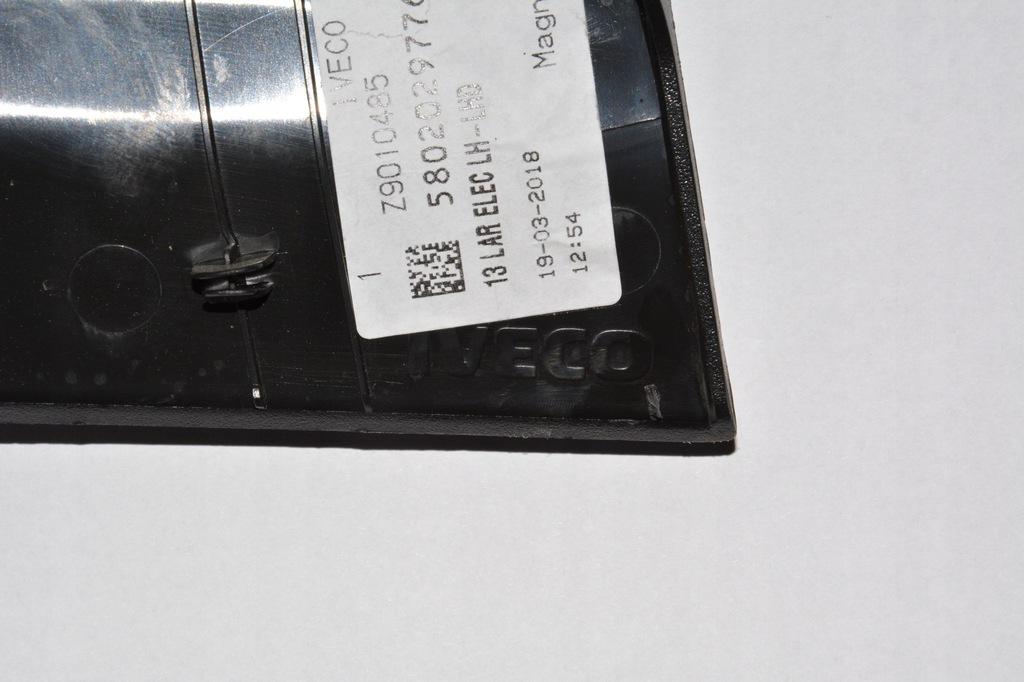 IVECO
Z9010485
5802029776
13 LAR ELEC LH-LHD
19-03-2018
12:54
Magn
1
IVECO